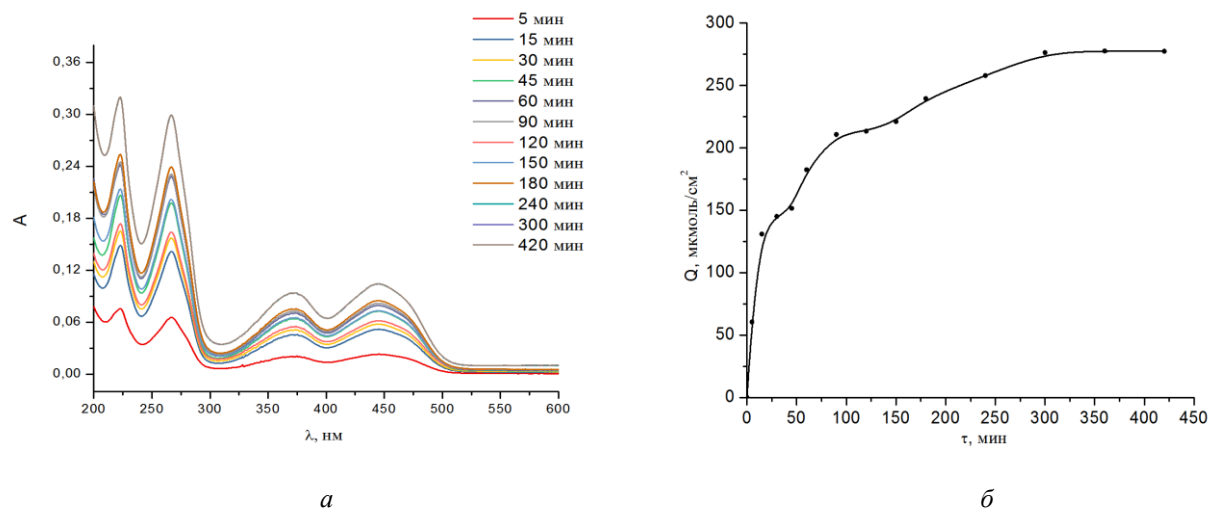 5 мин
15 мин
30 мин
45 мин
60 мин
90 мин
120 мин
150 мин
180 мин
240 мин
300 мин
420 мин
0,36
0,30
0,24
0,18
0,12
0,06
0,00
A
200 250 300 350 400 450 500 550 600
λ, нм
а
300
250
200
150
100
50
0
Q, мкмоль/см²
0 50 100 150 200 250 300 350 400 450
τ, мин
б